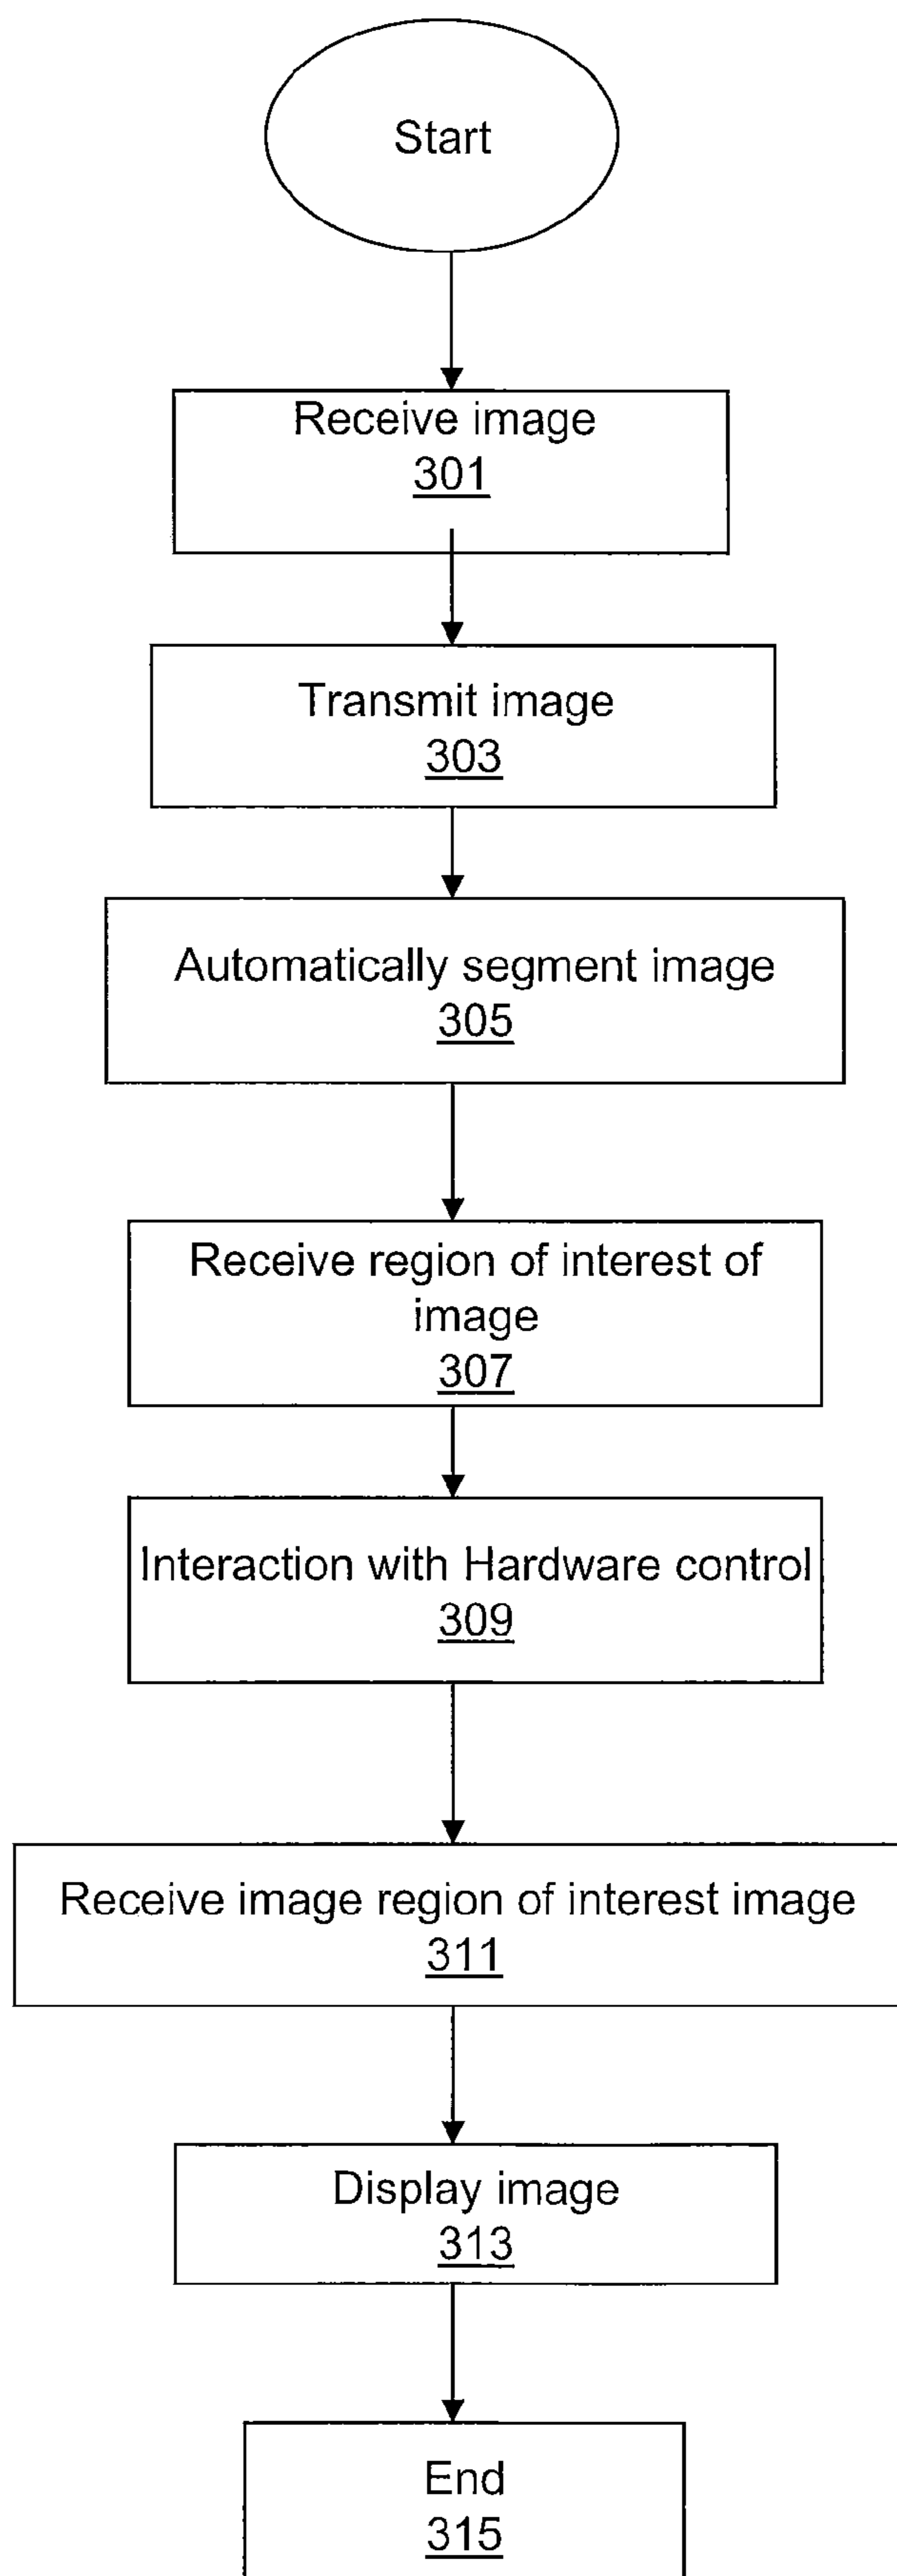 Start
Receive image
301
Transmit image
303
Automatically segment image
305
Receive region of interest of
image
307
Interaction with Hardware control
309
Receive image region of interest image
311
Display image
313
End
315